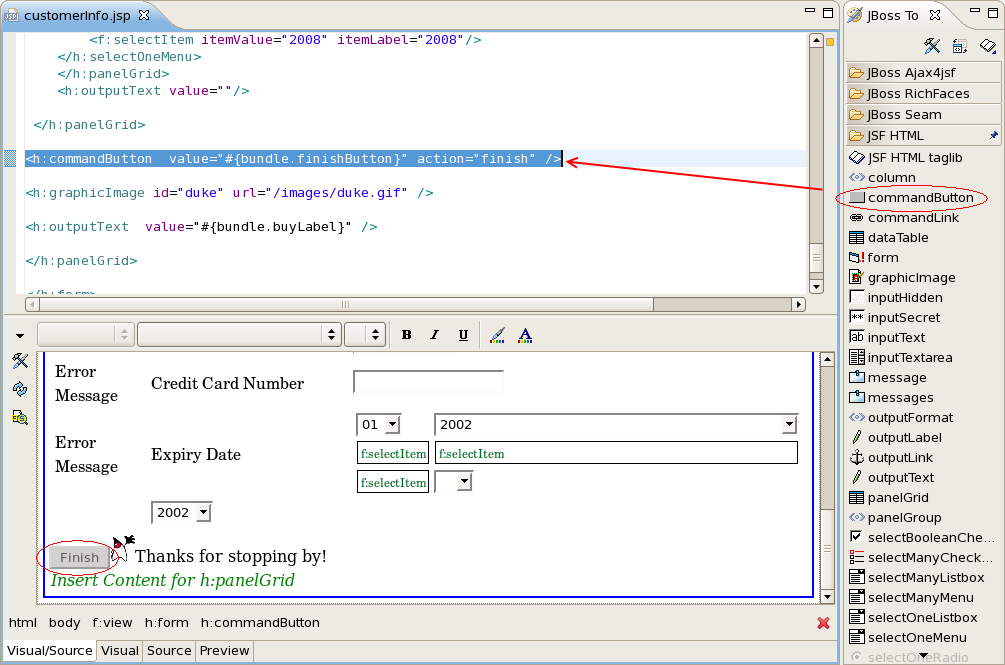 customerInfo.jsp
<f:selectItem itemValue="2008" itemLabel="2008"/>
</h:selectOneMenu>
</h:panelGrid>
<h:outputText value=""/>
</h:panelGrid>
<h:commandButton  value="#{bundle.finishButton}" action="finish" />
<h:graphicImage id="duke" url="/images/duke.gif" />
<h:outputText  value="#{bundle.buyLabel}" />
</h:panelGrid>
</h:form>
B I U A
Error
Message
Credit Card Number
01 2002
Error
Message
Expiry Date
f:selectItem f:selectItem
f:selectItem
2002
Finish Thanks for stopping by!
Insert Content for h:panelGrid
html body f:view h:form h:commandButton
Visual/Source Visual Source Preview
JBoss To
JBoss Ajax4jsf
JBoss RichFaces
JBoss Seam
JSF HTML
JSF HTML taglib
column
commandButton
commandLink
dataTable
form
graphicImage
inputHidden
inputSecret
inputText
inputTextarea
message
messages
outputFormat
outputLabel
outputLink
outputText
panelGrid
panelGroup
selectBooleanChe...
selectManyCheck...
selectManyListbox
selectManyMenu
selectOneListbox
selectOneMenu
selectOneRadio